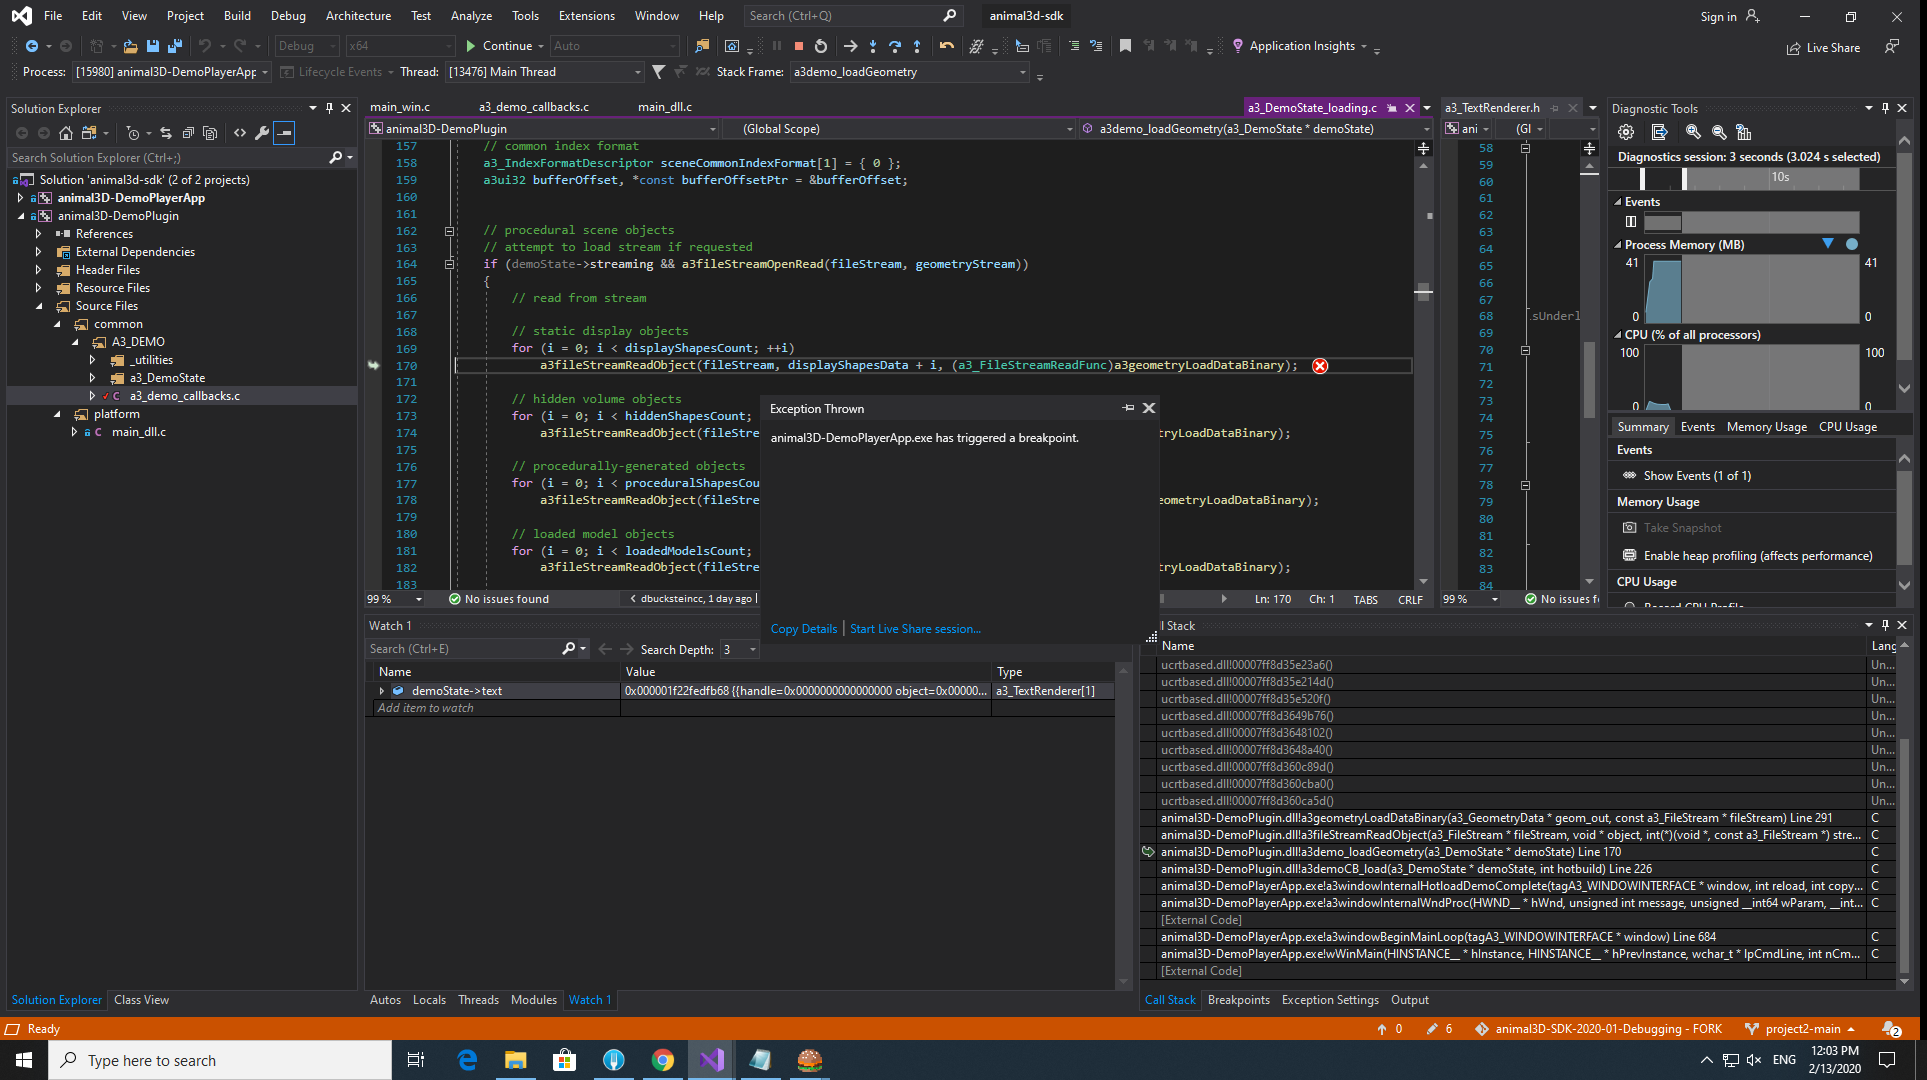 File Edit View Project Build Debug Architecture Test Analyze Tools Extensions Window Help Search (Ctrl+Q) animal3d-sdk Sign in
Debug x64 Continue Auto Application Insights Live Share
Process: [15980] animal3D-DemoPlayerApp Lifecycle Events Thread: [13476] Main Thread Stack Frame: a3demo_loadGeometry
Solution Explorer
Search Solution Explorer (Ctrl+;)
Solution 'animal3d-sdk' (2 of 2 projects)
animal3D-DemoPlayerApp
animal3D-DemoPlugin
References
External Dependencies
Header Files
Resource Files
Source Files
common
A3_DEMO
_utilities
a3_DemoState
a3_demo_callbacks.c
platform
main_dll.c
Solution Explorer Class View
main_win.c a3_demo_callbacks.c main_dll.c a3_DemoState_loading.c
animal3D-DemoPlugin (Global Scope) a3demo_loadGeometry(a3_DemoState * demoState)
157 // common index format
158 a3_IndexFormatDescriptor sceneCommonIndexFormat[1] = { 0 };
159 a3ui32 bufferOffset, *const bufferOffsetPtr = &bufferOffset;
160
161
162 // procedural scene objects
163 // attempt to load stream if requested
164 if (demoState->streaming && a3fileStreamOpenRead(fileStream, geometryStream))
165 {
166 // read from stream
167
168 // static display objects
169 for (i = 0; i < displayShapesCount; ++i)
170 a3fileStreamReadObject(fileStream, displayShapesData + i, (a3_FileStreamReadFunc)a3geometryLoadDataBinary);
171
172 // hidden volume objects
173 for (i = 0; i < hiddenShapesCount;
174 a3fileStreamReadObject(fileStre ryLoadDataBinary);
175
176 // procedurally-generated objects
177 for (i = 0; i < proceduralShapesCou
178 a3fileStreamReadObject(fileStre eometryLoadDataBinary);
179
180 // loaded model objects
181 for (i = 0; i < loadedModelsCount;
182 a3fileStreamReadObject(fileStre ryLoadDataBinary);
183
99 % No issues found dbucksteincc, 1 day ago Ln: 170 Ch: 1 TABS CRLF
Exception Thrown
animal3D-DemoPlayerApp.exe has triggered a breakpoint.
Copy Details Start Live Share session...
a3_TextRenderer.h
ani (Gl
58
59
60
61
62
63
64
65
66
67
68 sUnderl
69
70
71
72
73
74
75
76
77
78
79
80
81
82
83
84
99 % No issues f
Diagnostic Tools
Diagnostics session: 3 seconds (3.024 s selected)
10s
Events
Process Memory (MB)
41 41
0 0
CPU (% of all processors)
100 100
0 0
Summary Events Memory Usage CPU Usage
Events
Show Events (1 of 1)
Memory Usage
Take Snapshot
Enable heap profiling (affects performance)
CPU Usage
Record CPU Profile
Watch 1
Search (Ctrl+E) Search Depth: 3
Name Value Type
demoState->text 0x000001f22fedfb68 {{handle=0x0000000000000000 object=0x00000... a3_TextRenderer[1]
Add item to watch
Autos Locals Threads Modules Watch 1
ll Stack
Name Lang
ucrtbased.dll!00007ff8d35e23a6() Un...
ucrtbased.dll!00007ff8d35e214d() Un...
ucrtbased.dll!00007ff8d35e520f() Un...
ucrtbased.dll!00007ff8d3649b76() Un...
ucrtbased.dll!00007ff8d3648102() Un...
ucrtbased.dll!00007ff8d3648a40() Un...
ucrtbased.dll!00007ff8d360c89d() Un...
ucrtbased.dll!00007ff8d360cba0() Un...
ucrtbased.dll!00007ff8d360ca5d() Un...
animal3D-DemoPlugin.dll!a3geometryLoadDataBinary(a3_GeometryData * geom_out, const a3_FileStream * fileStream) Line 291 C
animal3D-DemoPlugin.dll!a3fileStreamReadObject(a3_FileStream * fileStream, void * object, int(*)(void *, const a3_FileStream *) stre... C
animal3D-DemoPlugin.dll!a3demo_loadGeometry(a3_DemoState * demoState) Line 170 C
animal3D-DemoPlugin.dll!a3demoCB_load(a3_DemoState * demoState, int hotbuild) Line 226 C
animal3D-DemoPlayerApp.exe!a3windowInternalHotloadDemoComplete(tagA3_WINDOWINTERFACE * window, int reload, int copy... C
animal3D-DemoPlayerApp.exe!a3windowInternalWndProc(HWND__ * hWnd, unsigned int message, unsigned __int64 wParam, __int... C
[External Code]
animal3D-DemoPlayerApp.exe!a3windowBeginMainLoop(tagA3_WINDOWINTERFACE * window) Line 684 C
animal3D-DemoPlayerApp.exe!wWinMain(HINSTANCE__ * hInstance, HINSTANCE__ * hPrevInstance, wchar_t * lpCmdLine, int nCm... C
[External Code]
Call Stack Breakpoints Exception Settings Output
Ready 0 6 animal3D-SDK-2020-01-Debugging - FORK project2-main 2
Type here to search ENG 12:03 PM
2/13/2020